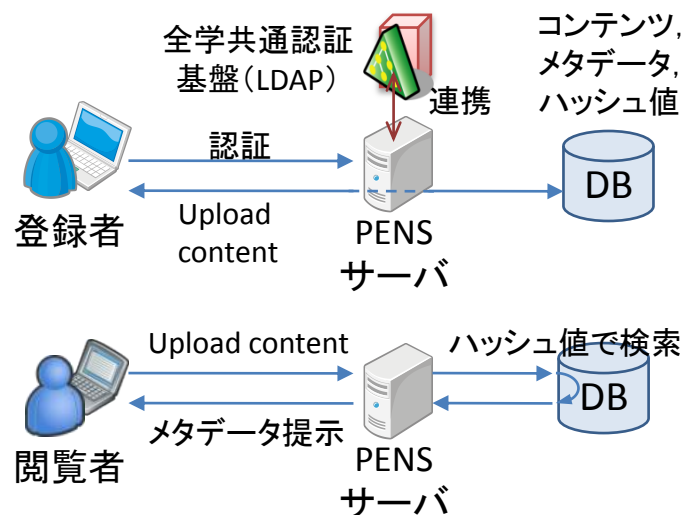 全学共通認証
基盤（LDAP）
連携
コンテンツ,
メタデータ,
ハッシュ値
認証
DB
登録者
Upload
content
PENS
サーバ
Upload content
ハッシュ値で検索
DB
メタデータ提示
閲覧者
PENS
サーバ